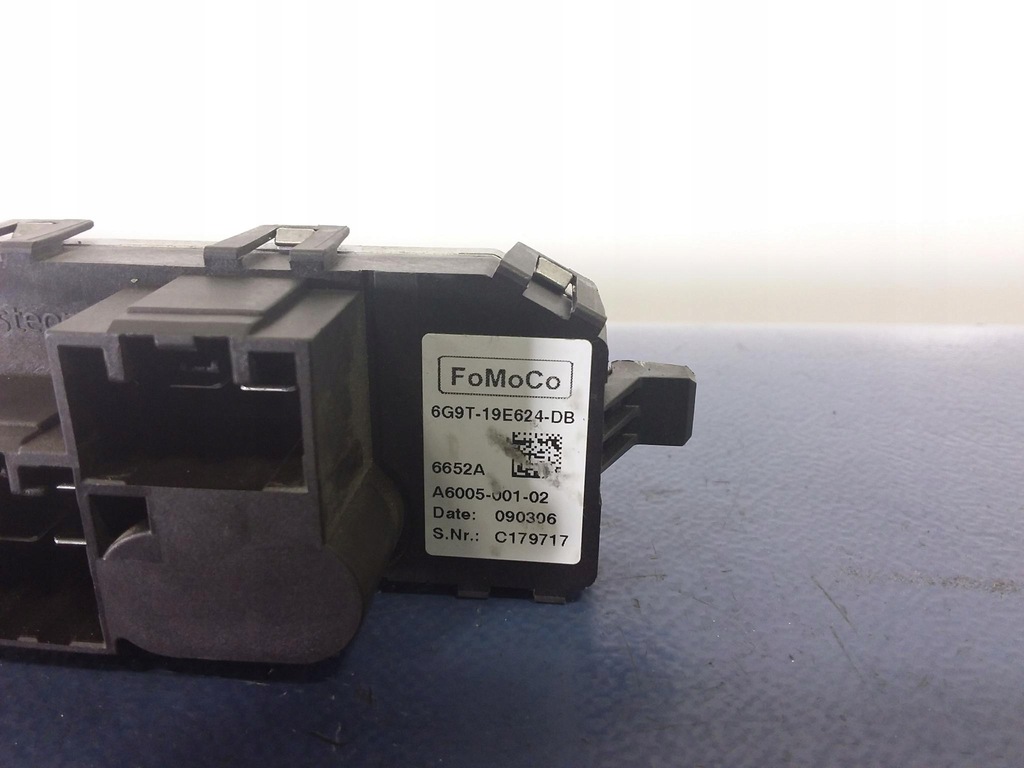 FoMoCo
6G9T-19E624-DB
6652A
A6005-001-02
Date: 090306
S.Nr.: C179717